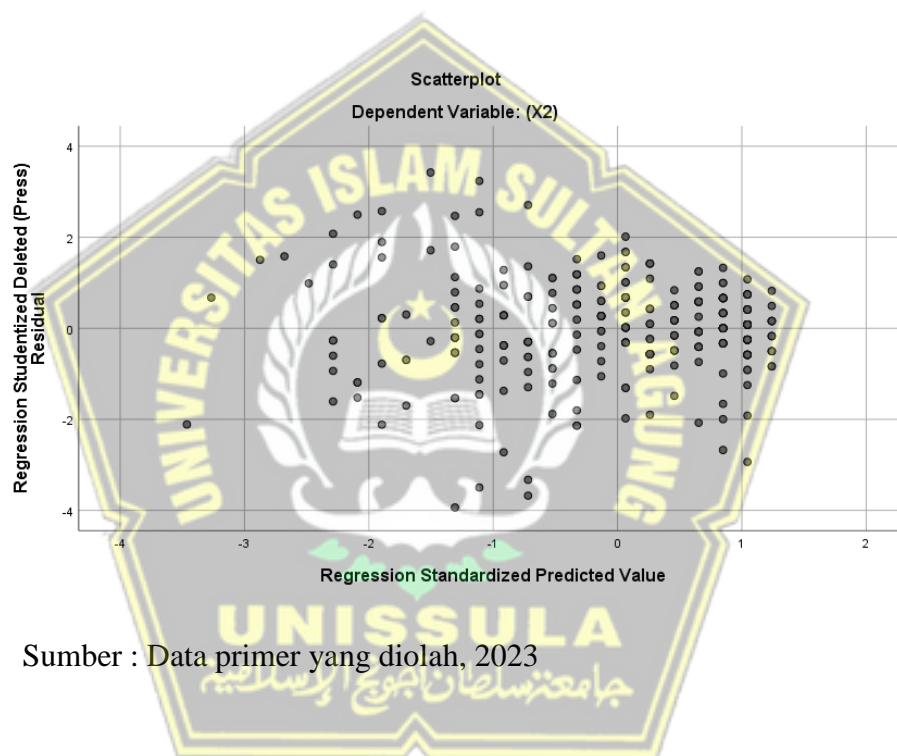 Scatterplot
Dependent Variable: (X2)
Regression Studentized Deleted (Press)
Residual
4
2
0
-2
-4
-4
-3
-2
-1
0
1
2
Regression Standardized Predicted Value
UNIVERSITAS ISLAM SULTAN AGUNG
UNISSULA
جامعنسلطان أجونج الإسلامية
Sumber : Data primer yang diolah, 2023